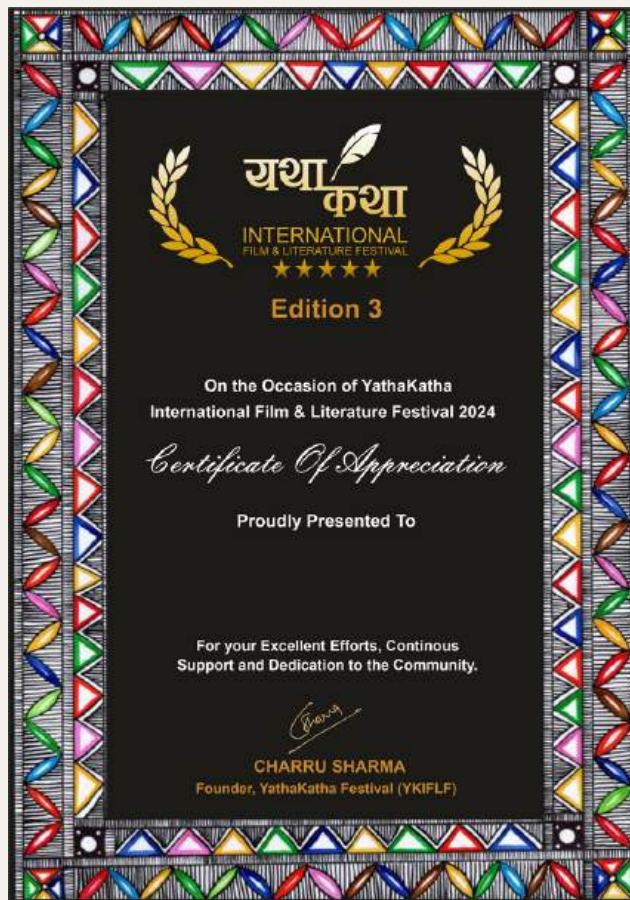 यथा
कथा
INTERNATIONAL
FILM & LITERATURE FESTIVAL
Edition 3
On the Occasion of YathaKatha
International Film & Literature Festival 2024
Certificate Of Appreciation
Proudly Presented To
For your Excellent Efforts, Continous
Support and Dedication to the Community.
Charru
CHARRU SHARMA
Founder, YathaKatha Festival (YKIFLF)